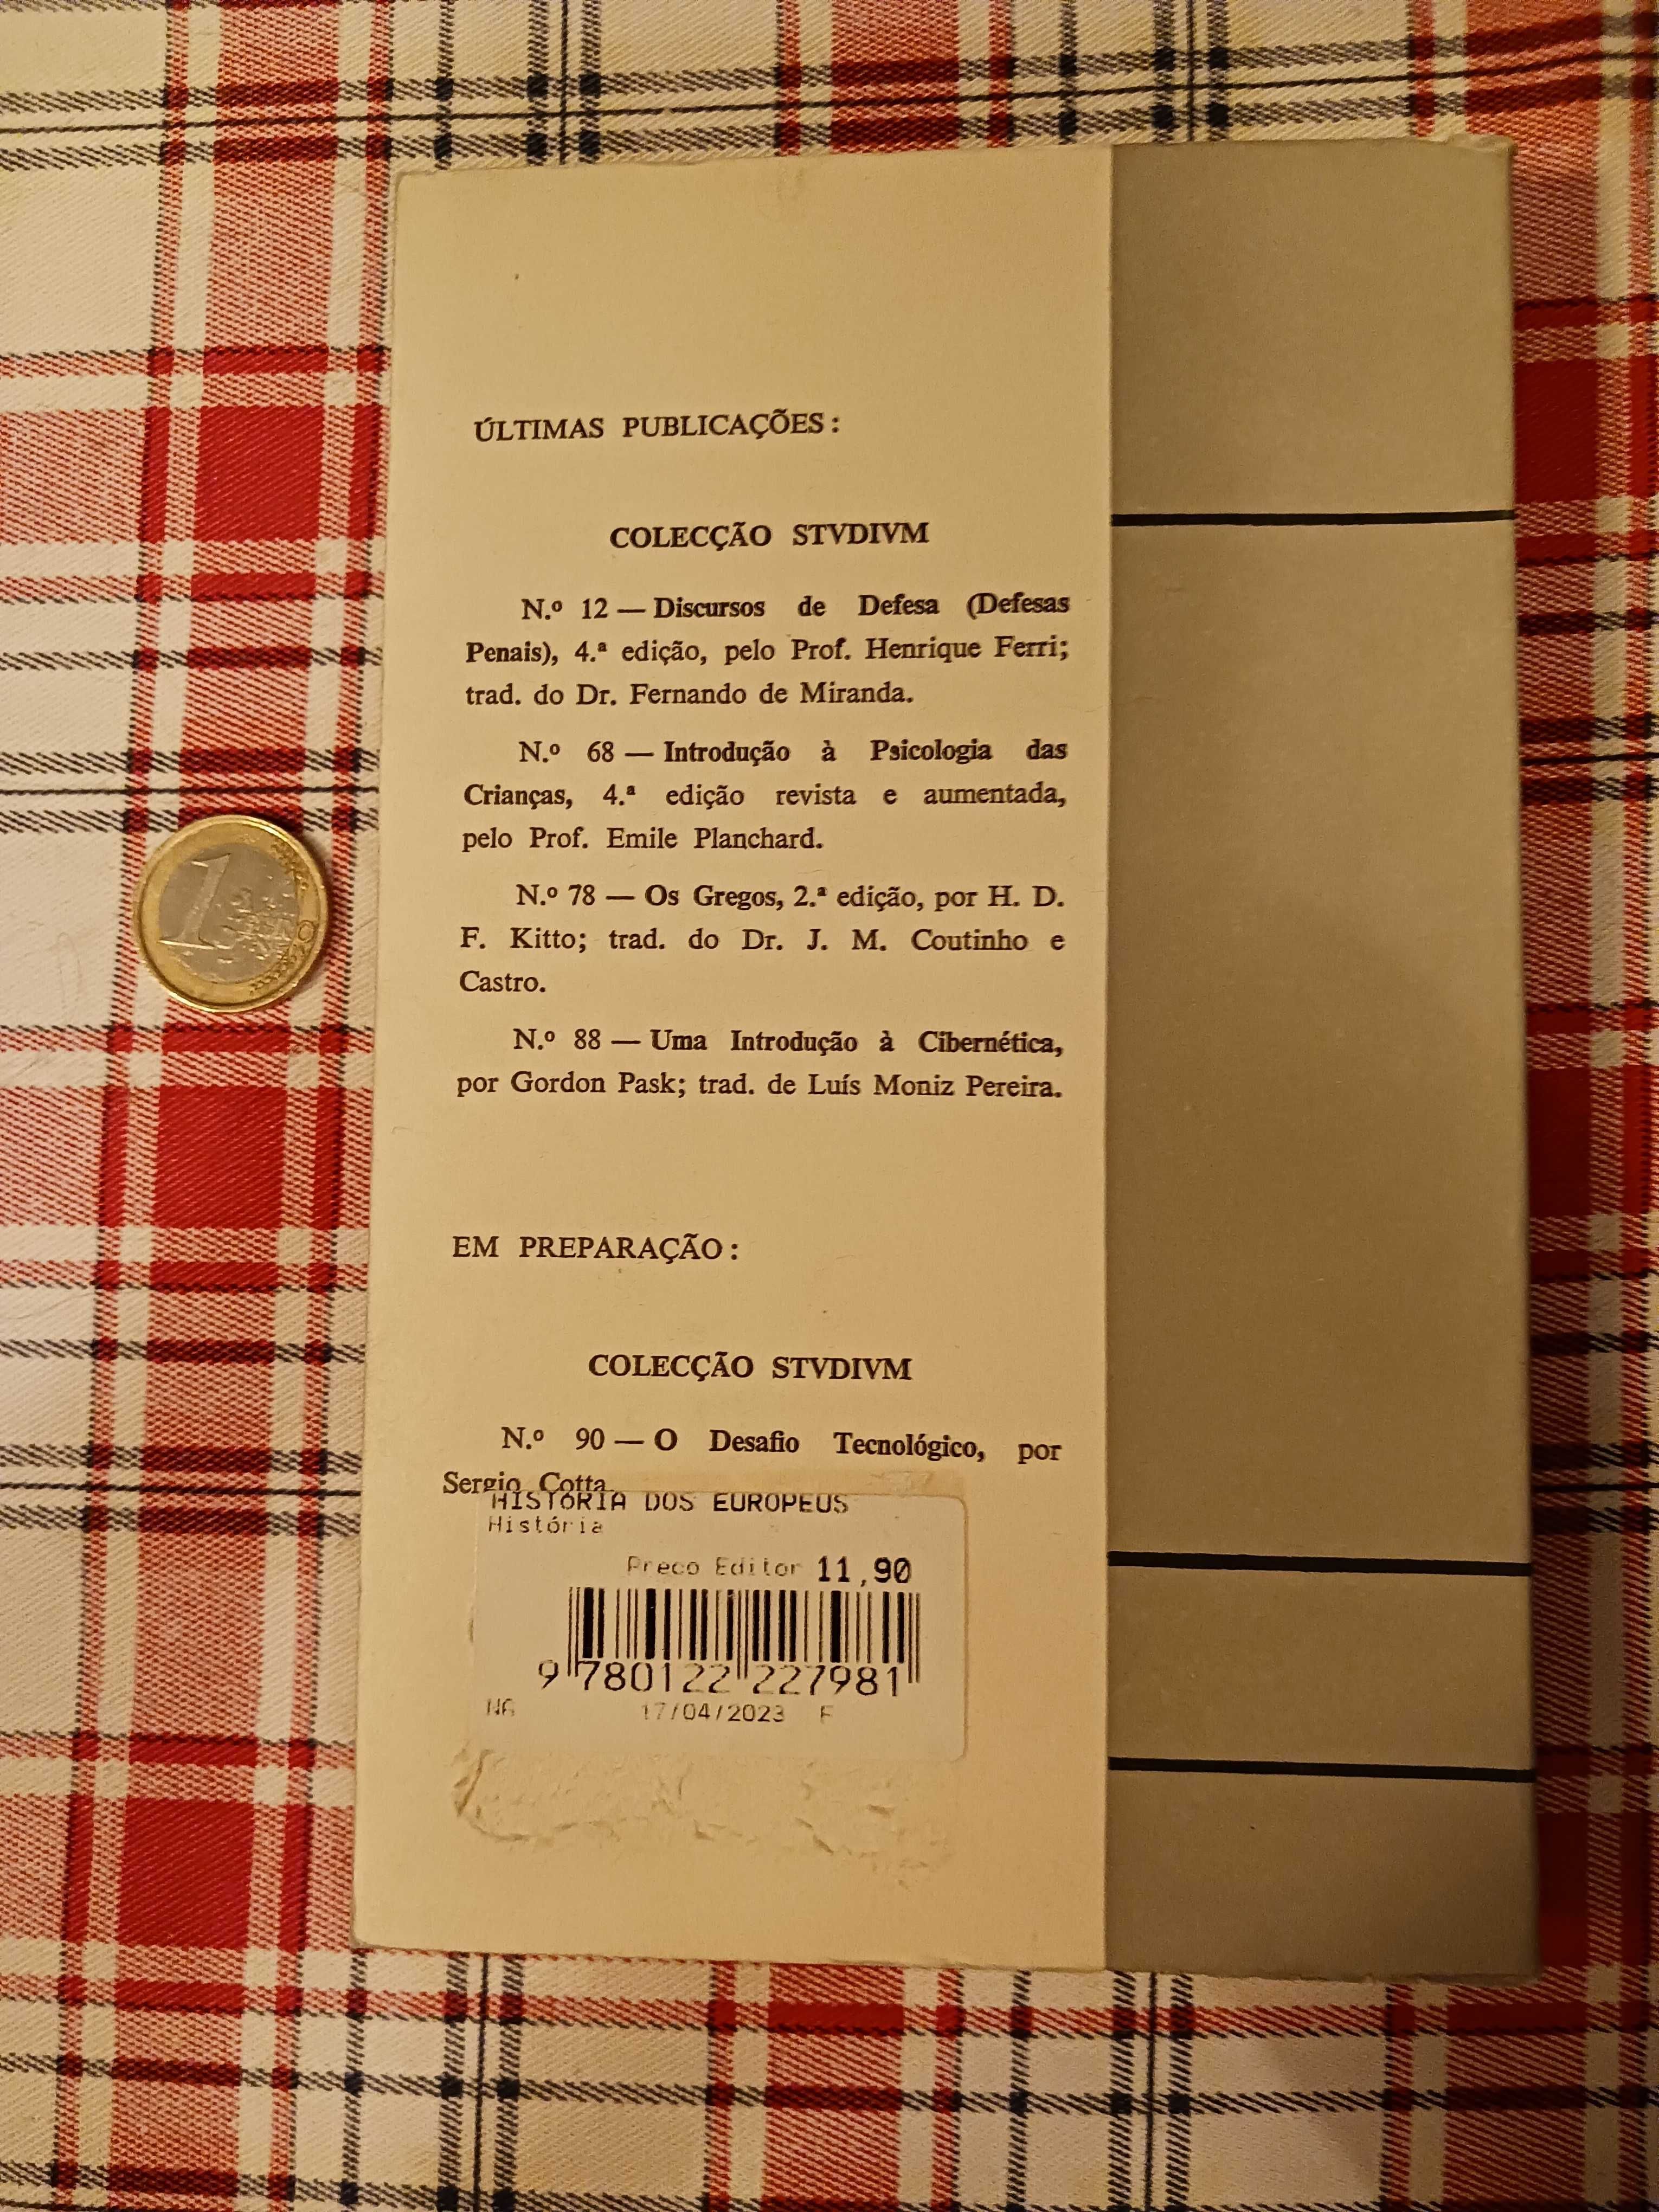 ÚLTIMAS PUBLICAÇÕES:
COLECÇÃO STVDIVM
N.º 12 — Discursos de Defesa (Defesas
Penais), 4.ª edição, pelo Prof. Henrique Ferri;
trad. do Dr. Fernando de Miranda.
N.º 68 — Introdução à Psicologia das
Crianças, 4.ª edição revista e aumentada,
pelo Prof. Emile Planchard.
N.º 78 — Os Gregos, 2.ª edição, por H. D.
F. Kitto; trad. do Dr. J. M. Coutinho e
Castro.
N.º 88 — Uma Introdução à Cibernética,
por Gordon Pask; trad. de Luís Moniz Pereira.
EM PREPARAÇÃO:
COLECÇÃO STVDIVM
N.º 90 — O Desafio Tecnológico, por
Sergio Cotta.
HISTÓRIA DOS EUROPEUS
História
Preco Editor 11,90
9 780122 227981
17/04/2023 F
1